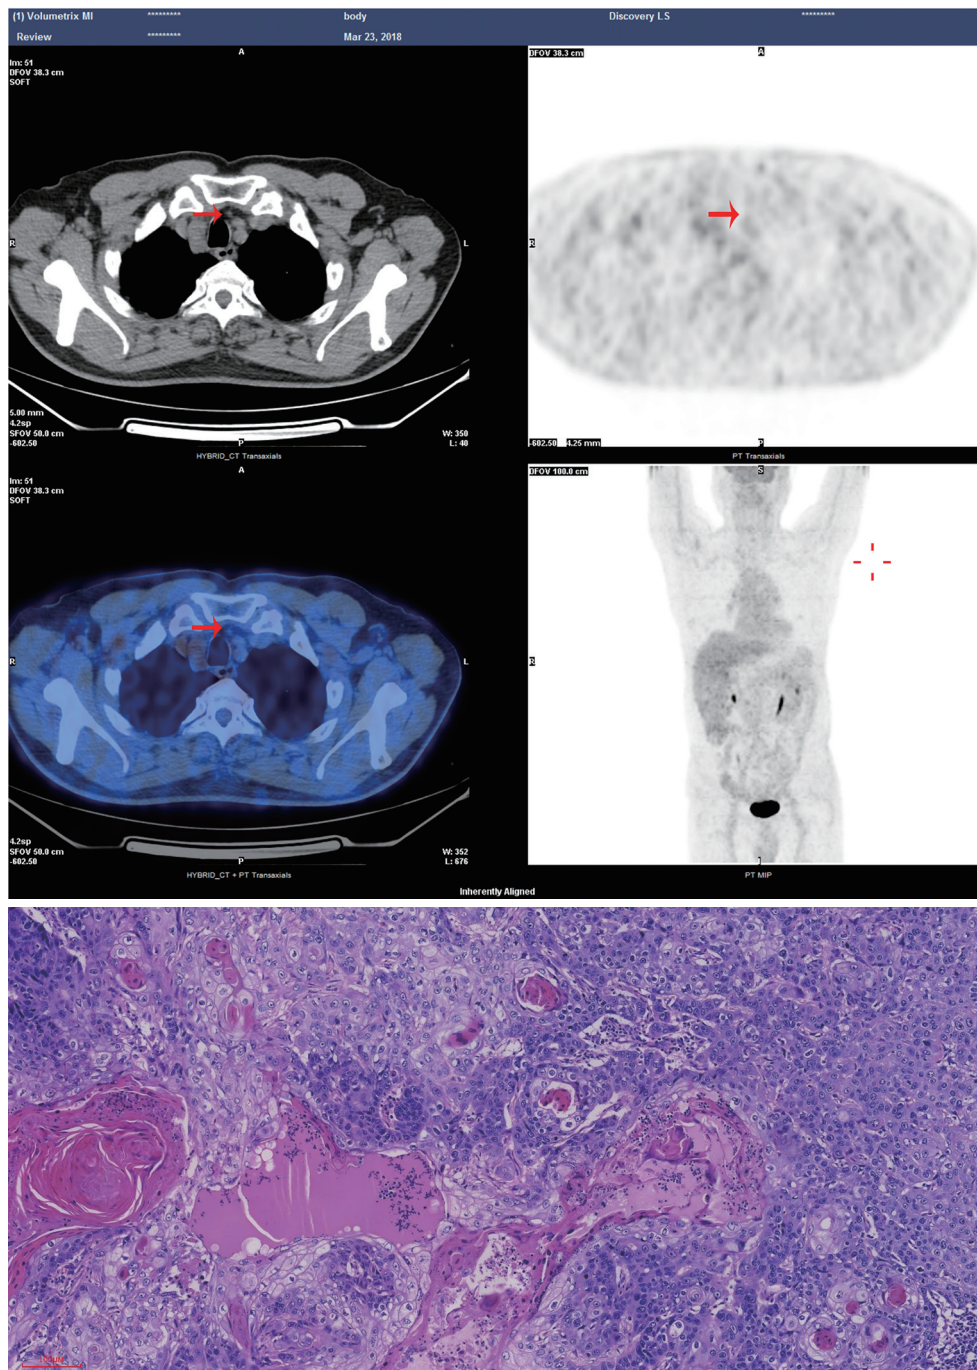 (1) Volumetrix MI ********* body Discovery LS *********
Review ********* Mar 23, 2018
A
Im: 51
DFOV 38.3 cm
SOFT
R
L
5.00 mm
4.2sp
SFOV 50.0 cm
-602.50
P
W: 350
L: 40
HYBRID_CT Transaxials
DFOV 38.3 cm
A
R
-602.50 4.25 mm
P
PT Transaxials
A
Im: 51
DFOV 38.3 cm
SOFT
R
L
4.2sp
SFOV 50.0 cm
-602.50
P
W: 352
L: 676
HYBRID_CT + PT Transaxials
DFOV 100.0 cm
S
R
PT MIP
Inherently Aligned